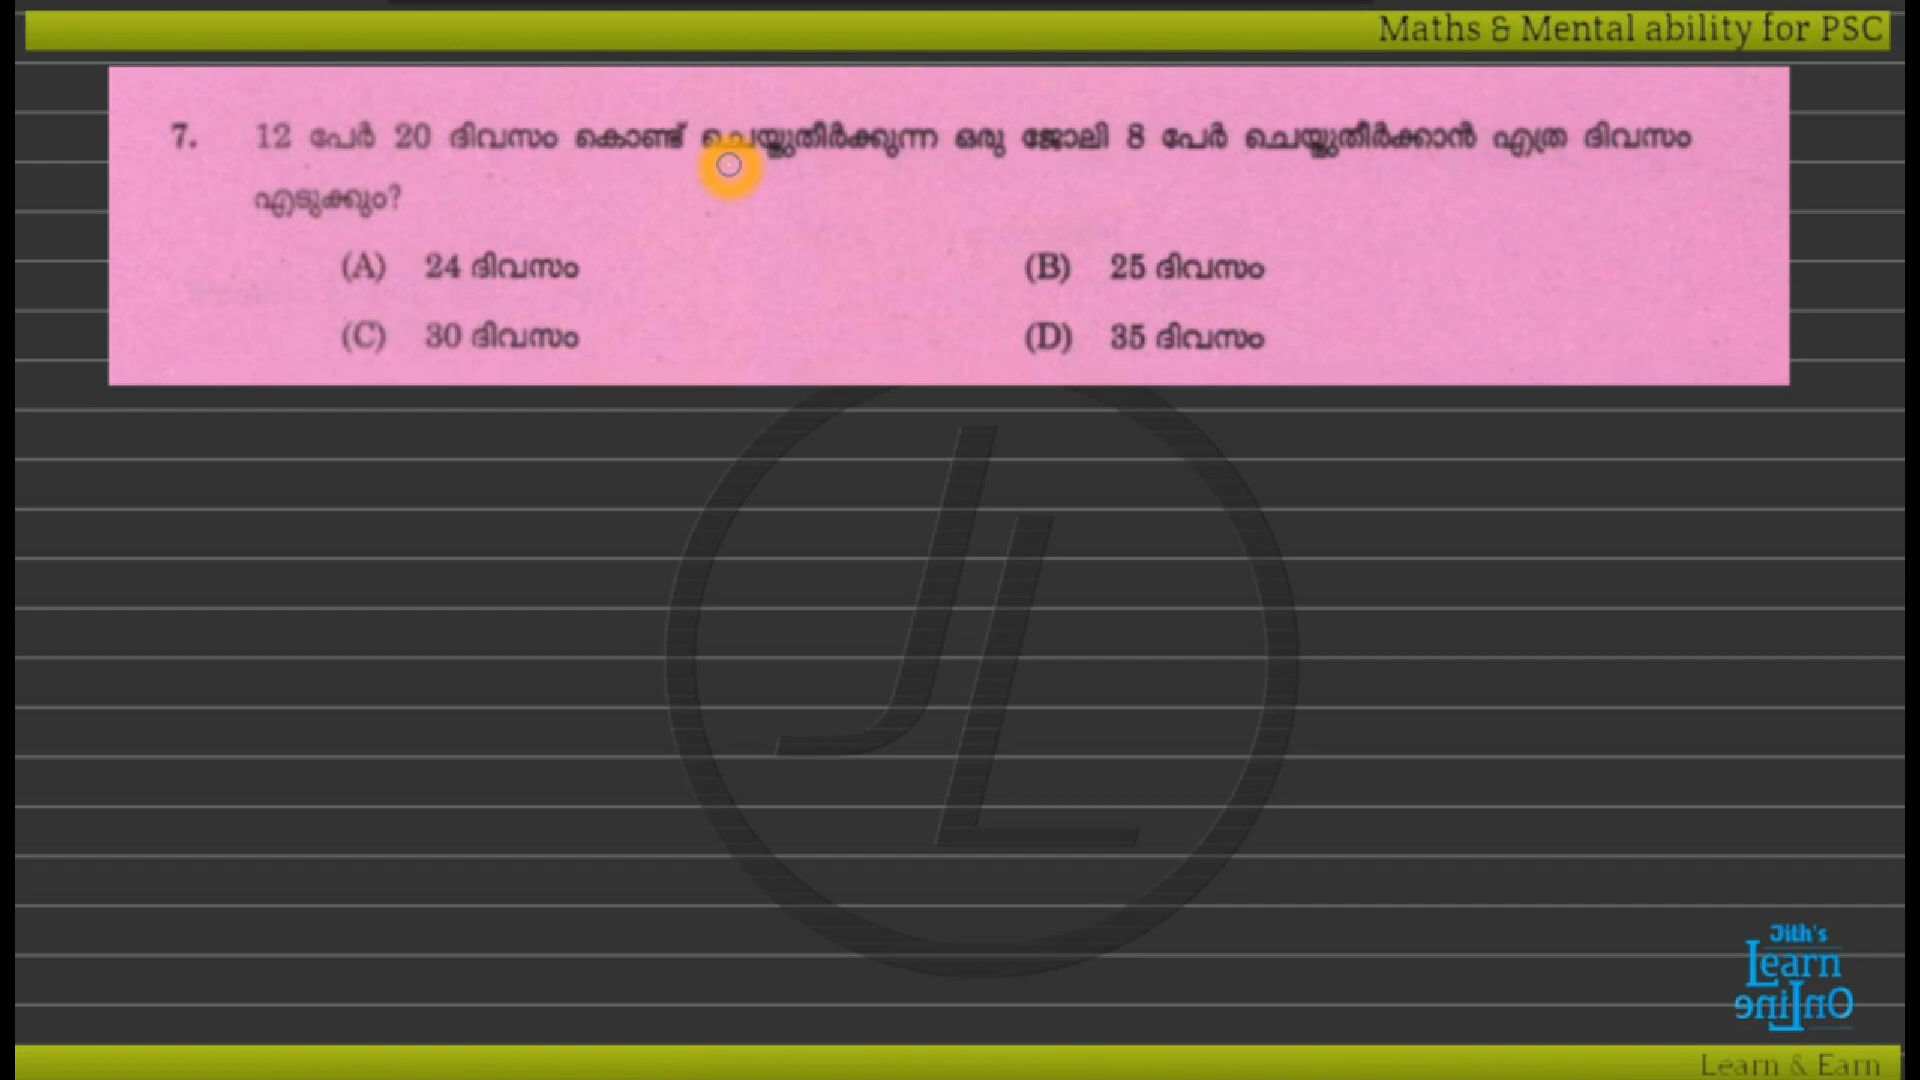 Maths & Mental ability for PSC
7. 12 പേർ 20 ദിവസം കൊണ്ട് ചെയ്തുതീർക്കുന്ന ഒരു ജോലി 8 പേർ ചെയ്തുതീർക്കാൻ എത്ര ദിവസം
എടുക്കും?
(A) 24 ദിവസം (B) 25 ദിവസം
(C) 30 ദിവസം (D) 35 ദിവസം
JL
Jith's
Learn
OnLine
Learn & Earn